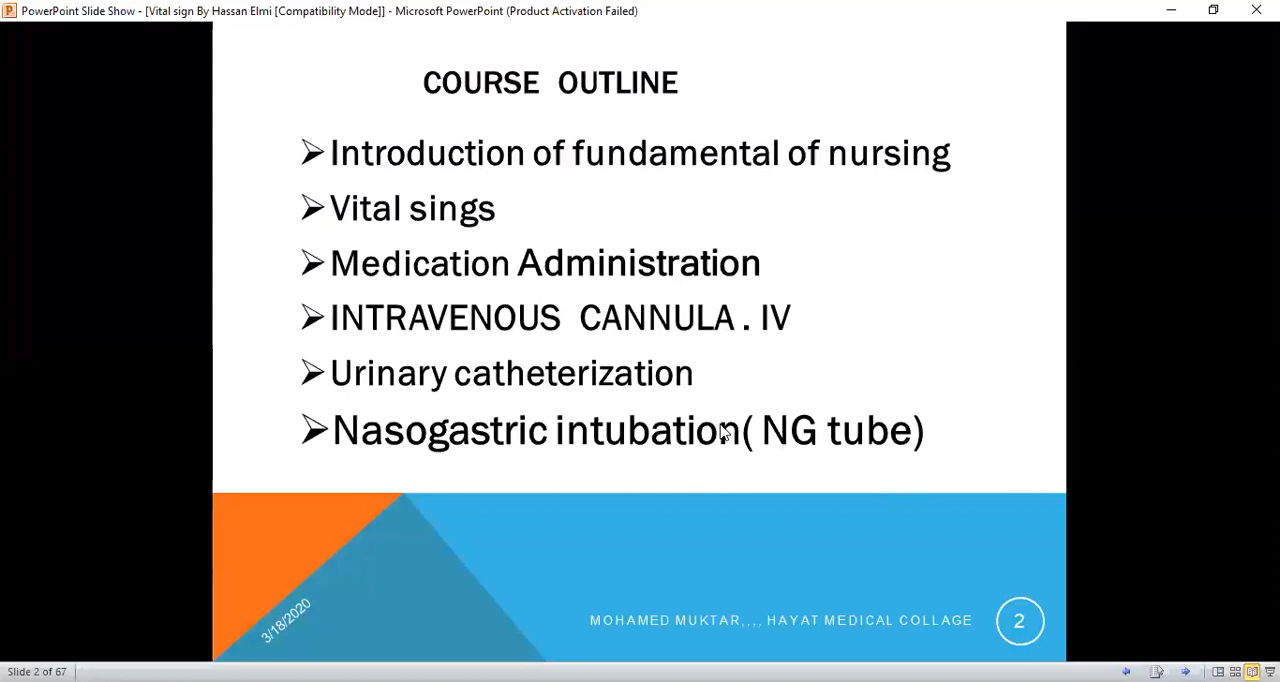 PowerPoint Slide Show - [Vital sign By Hassan Elmi [Compatibility Mode]] - Microsoft PowerPoint (Product Activation Failed)
COURSE OUTLINE
➢Introduction of fundamental of nursing
➢Vital sings
➢Medication Administration
➢INTRAVENOUS CANNULA . IV
➢Urinary catheterization
➢Nasogastric intubation( NG tube)
3/18/2020
MOHAMED MUKTAR,,,, HAYAT MEDICAL COLLAGE
2
Slide 2 of 67